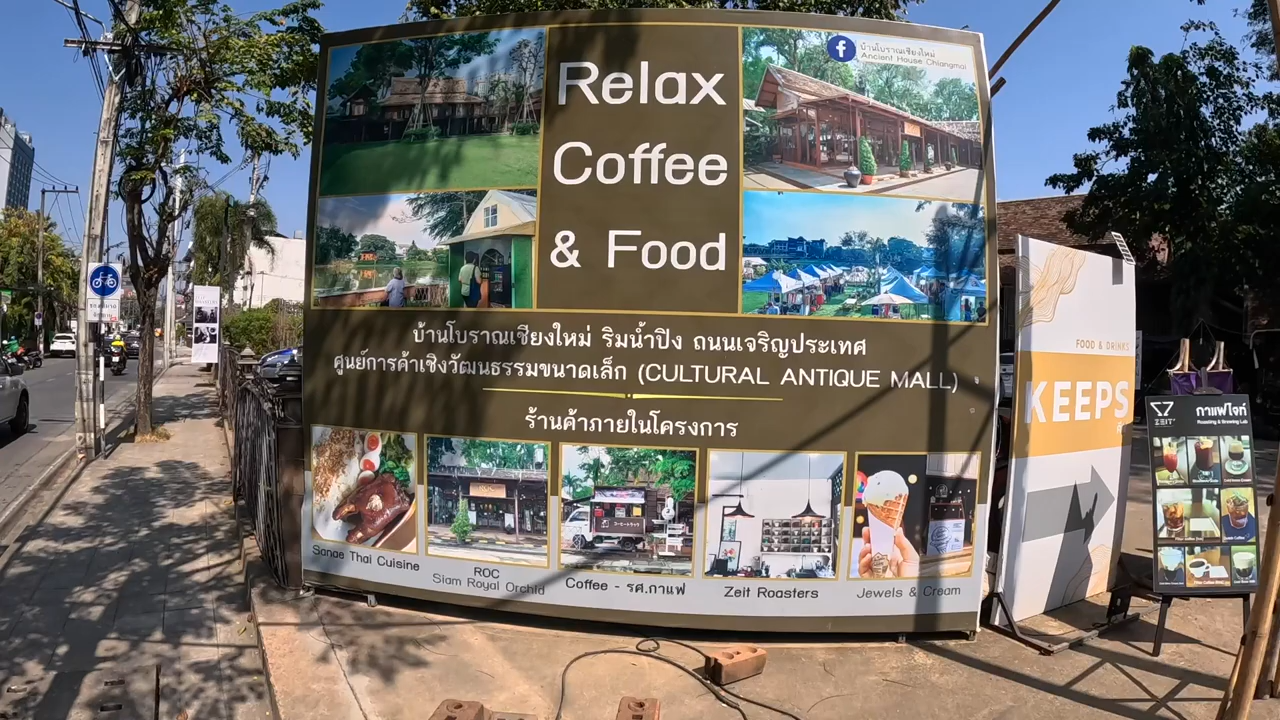 Relax
Coffee
& Food
f
บ้านโบราณเชียงใหม่
Ancient House Chiangmai
บ้านโบราณเชียงใหม่ ริมน้ำปิง ถนนเจริญประเทศ
ศูนย์การค้าเชิงวัฒนธรรมขนาดเล็ก (CULTURAL ANTIQUE MALL)
ร้านค้าภายในโครงการ
Sanae Thai Cuisine
ROC
Siam Royal Orchid
Coffee - รศ.กาแฟ
Zeit Roasters
Jewels & Cream
FOOD & DRINKS
KEEPS
ZEIT
กาแฟไจท์
Roasting & Brewing Lab